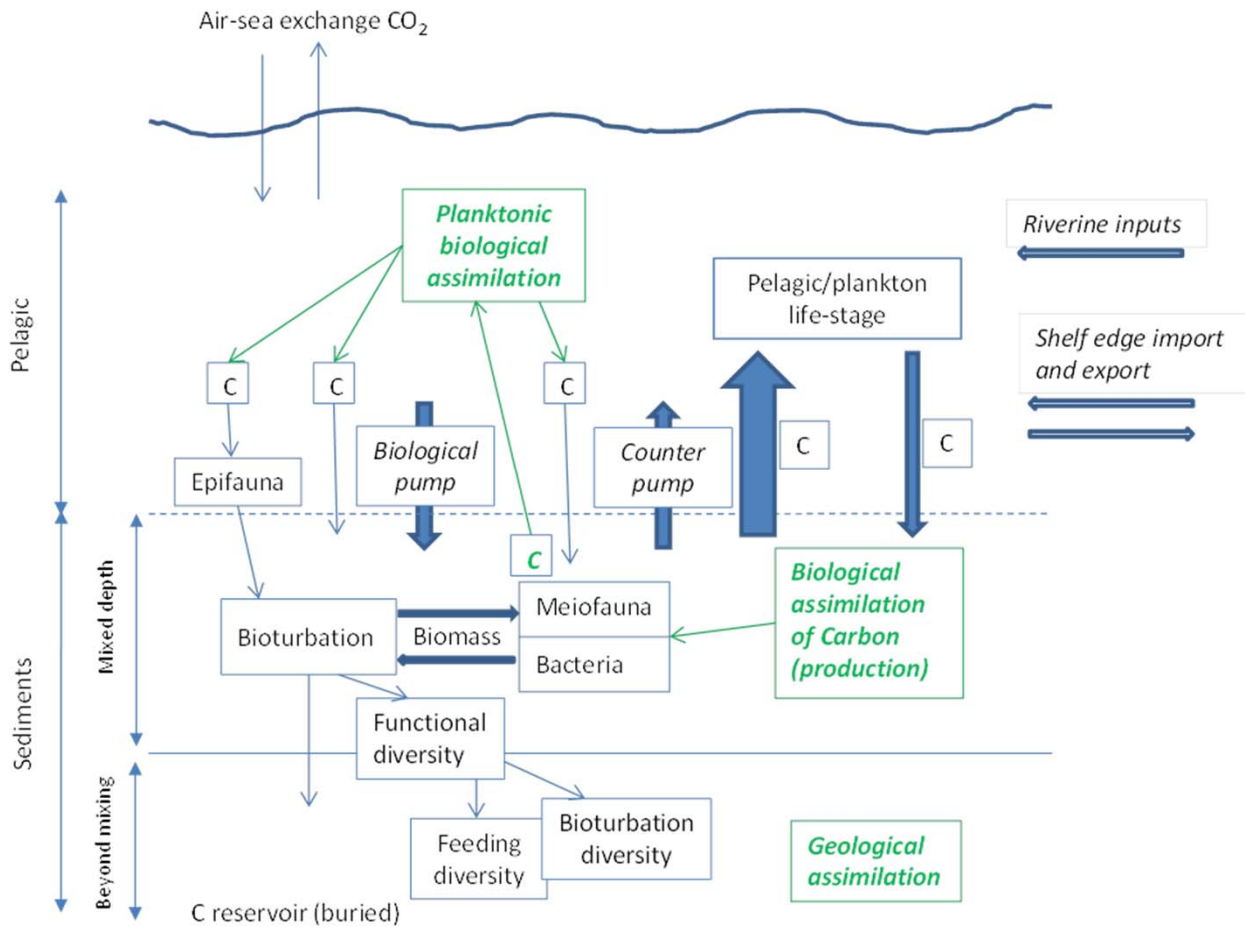 Air-sea exchange CO₂
Planktonic
biological
assimilation
Riverine inputs
Pelagic/plankton
life-stage
Shelf edge import
and export
Pelagic
C
C
C
Biological
pump
Counter
pump
C
C
Epifauna
C
Mixed depth
Sediments
Bioturbation
Biomass
Meiofauna
Bacteria
Biological
assimilation
of Carbon
(production)
Functional
diversity
Beyond mixing
Feeding
diversity
Bioturbation
diversity
Geological
assimilation
C reservoir (buried)